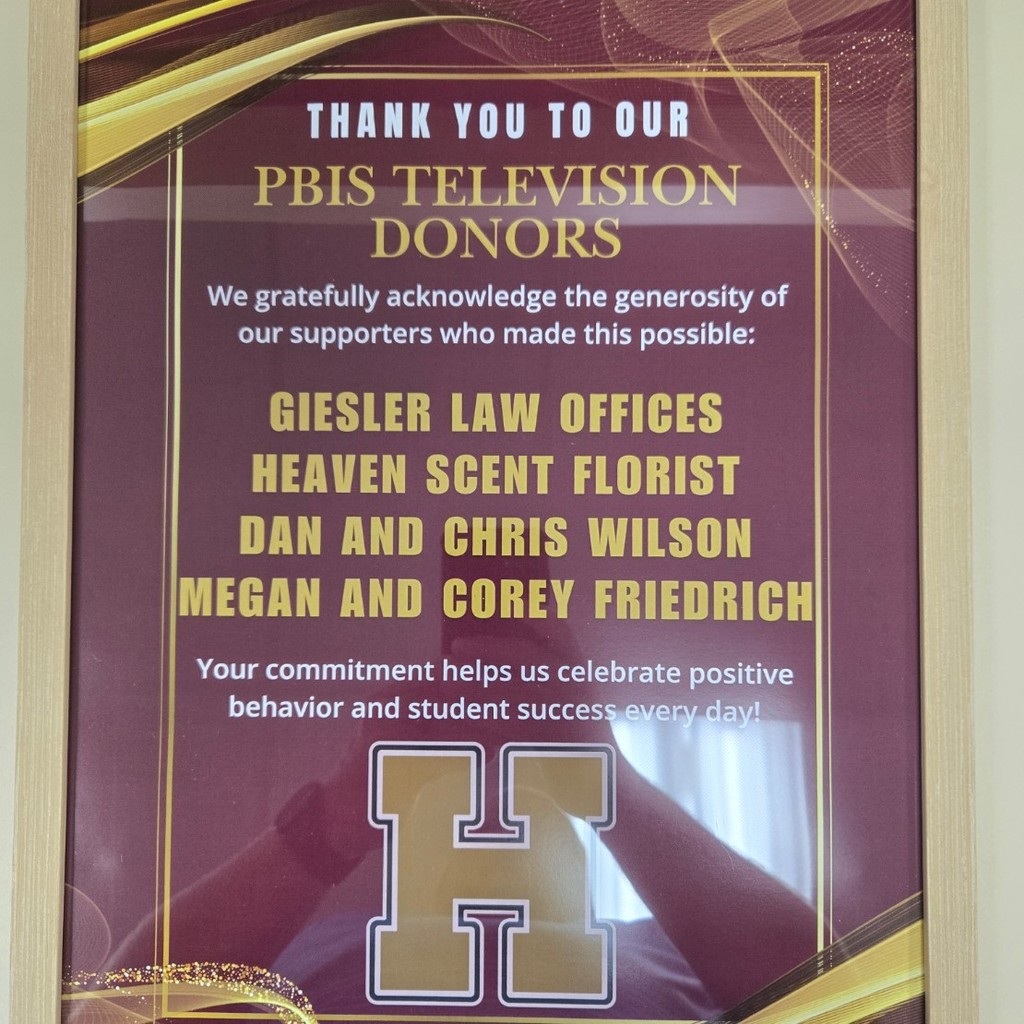 THANK YOU TO OUR
PBIS TELEVISION
DONORS
We gratefully acknowledge the generosity of
our supporters who made this possible:
GIESLER LAW OFFICES
HEAVEN SCENT FLORIST
DAN AND CHRIS WILSON
MEGAN AND COREY FRIEDRICH
Your commitment helps us celebrate positive
behavior and student success every day!
H